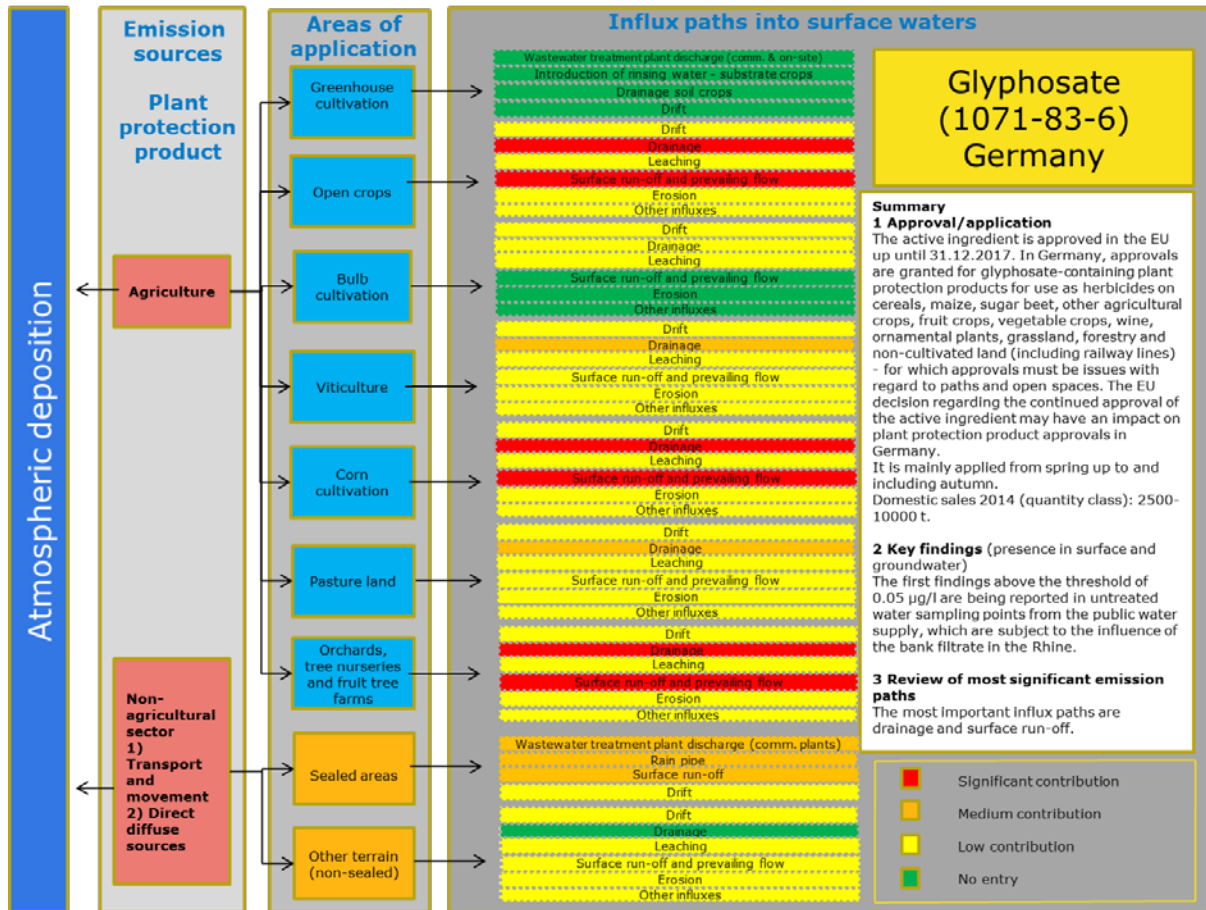 Atmospheric deposition
Emission
sources
Plant
protection
product
Agriculture
Non-
agricultural
sector
1)
Transport
and
movement
2) Direct
diffuse
sources
Areas of
application
Greenhouse
cultivation
Open crops
Bulb
cultivation
Viticulture
Corn
cultivation
Pasture land
Orchards,
tree nurseries
and fruit tree
farms
Sealed areas
Other terrain
(non-sealed)
Influx paths into surface waters
Wastewater treatment plant discharge (comm. & on-site)
Introduction of rinsing water - substrate crops
Drainage soil crops
Drift
Drift
Drainage
Leaching
Surface run-off and prevailing flow
Erosion
Other influxes
Drift
Drainage
Leaching
Surface run-off and prevailing flow
Erosion
Other influxes
Drift
Drainage
Leaching
Surface run-off and prevailing flow
Erosion
Other influxes
Drift
Drainage
Leaching
Surface run-off and prevailing flow
Erosion
Other influxes
Drift
Drainage
Leaching
Surface run-off and prevailing flow
Erosion
Other influxes
Drift
Drainage
Leaching
Surface run-off and prevailing flow
Erosion
Other influxes
Wastewater treatment plant discharge (comm. plants)
Rain pipe
Surface run-off
Drift
Drift
Drainage
Leaching
Surface run-off and prevailing flow
Erosion
Other influxes
Glyphosate
(1071-83-6)
Germany
Summary
1 Approval/application
The active ingredient is approved in the EU
up until 31.12.2017. In Germany, approvals
are granted for glyphosate-containing plant
protection products for use as herbicides on
cereals, maize, sugar beet, other agricultural
crops, fruit crops, vegetable crops, wine,
ornamental plants, grassland, forestry and
non-cultivated land (including railway lines)
- for which approvals must be issues with
regard to paths and open spaces. The EU
decision regarding the continued approval of
the active ingredient may have an impact on
plant protection product approvals in
Germany.
It is mainly applied from spring up to and
including autumn.
Domestic sales 2014 (quantity class): 2500-
10000 t.
2 Key findings (presence in surface and
groundwater)
The first findings above the threshold of
0.05 µg/l are being reported in untreated
water sampling points from the public water
supply, which are subject to the influence of
the bank filtrate in the Rhine.
3 Review of most significant emission
paths
The most important influx paths are
drainage and surface run-off.
Significant contribution
Medium contribution
Low contribution
No entry